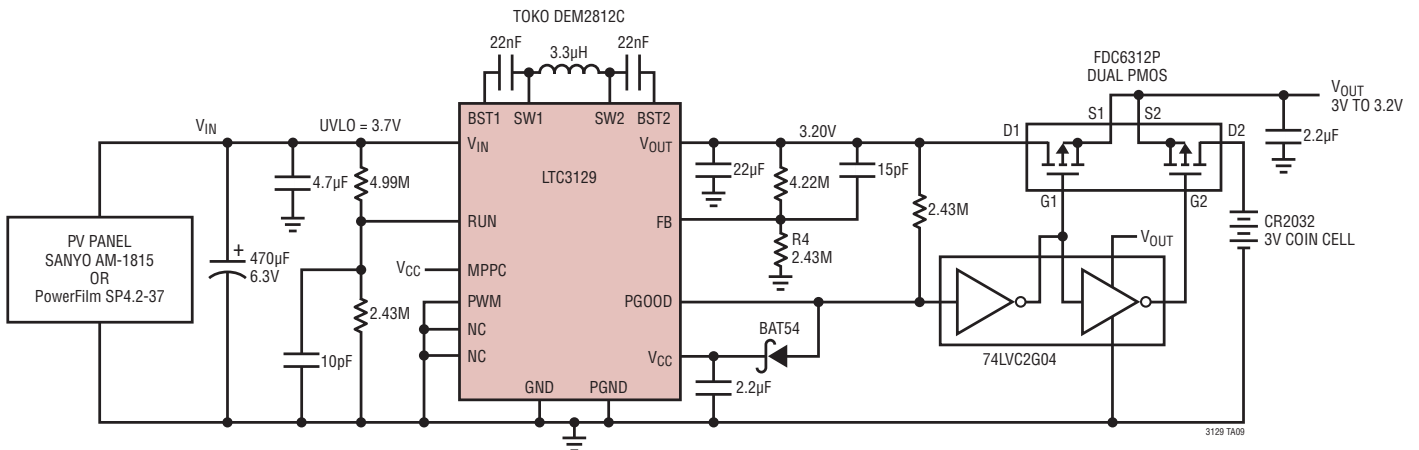 TOKO DEM2812C
22nF
3.3µH
22nF
BST1
SW1
SW2
BST2
VIN
UVLO = 3.7V
VIN
LTC3129
VOUT
3.20V
4.7µF
4.99M
22µF
4.22M
15pF
2.43M
RUN
FB
R4
2.43M
PV PANEL
SANYO AM-1815
OR
PowerFilm SP4.2-37
+
470µF
6.3V
VCC
MPPC
PWM
NC
NC
2.43M
10pF
PGOOD
VCC
BAT54
2.2µF
GND
PGND
FDC6312P
DUAL PMOS
D1
S1
S2
D2
VOUT
3V TO 3.2V
2.2µF
G1
G2
VOUT
CR2032
3V COIN CELL
74LVC2G04
3129 TA09